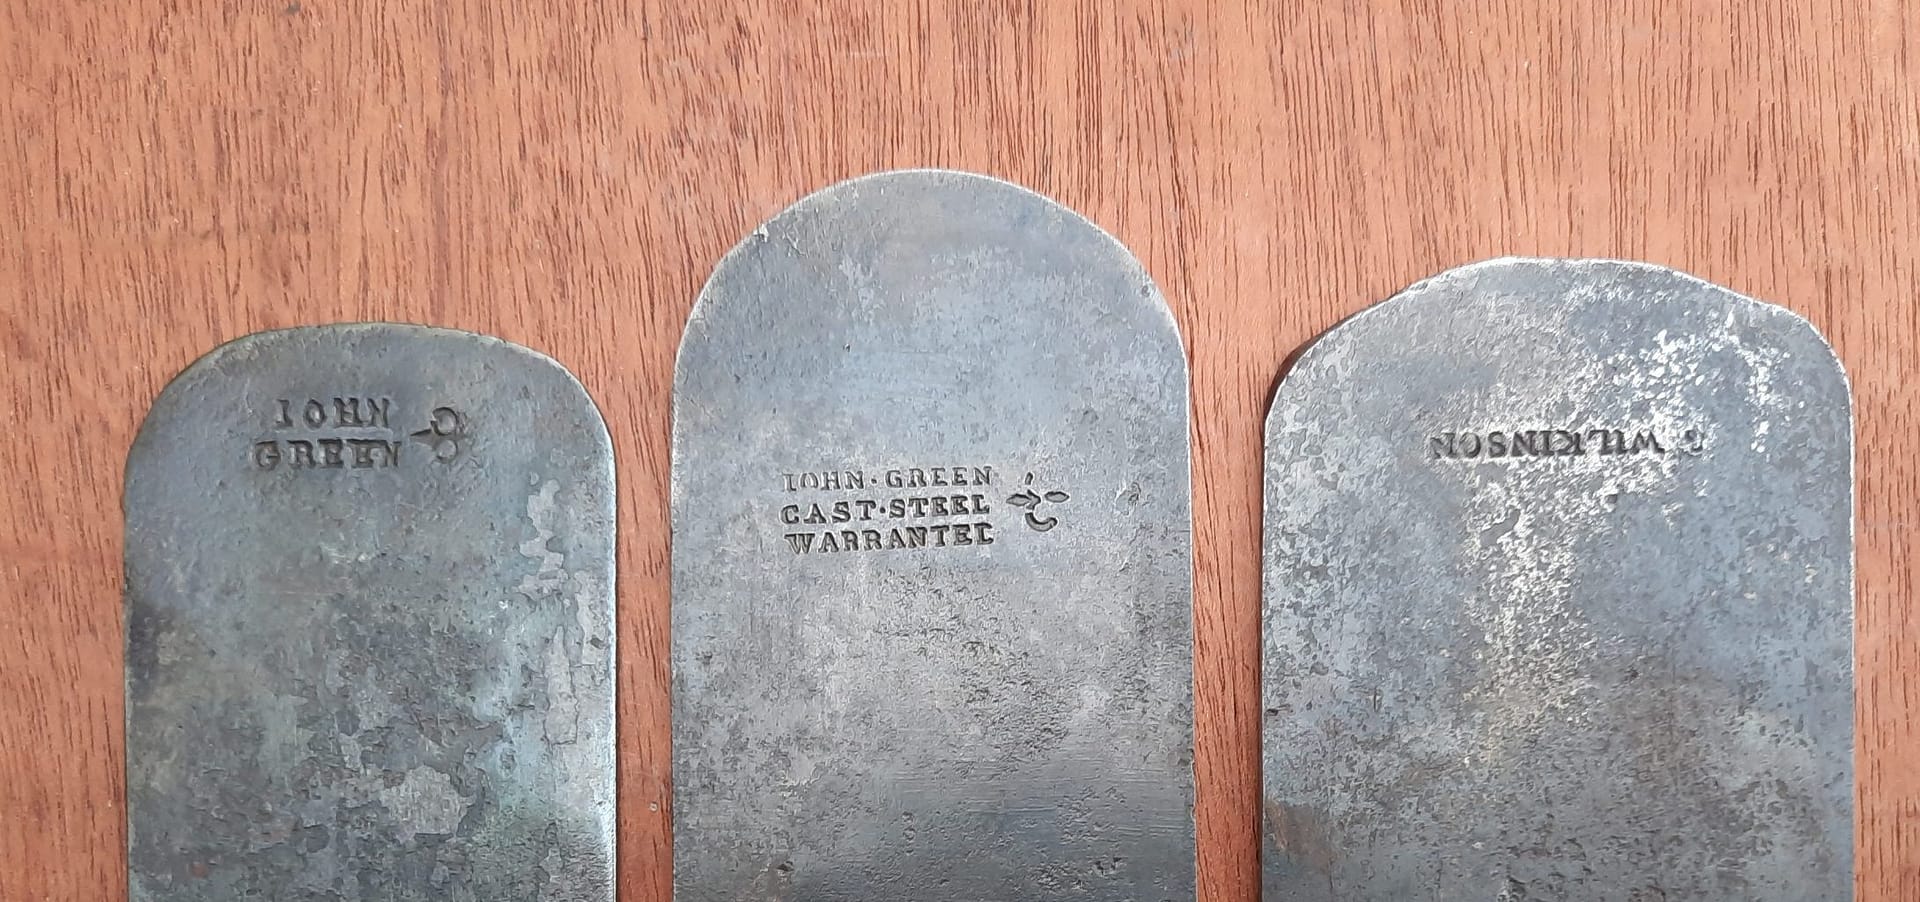 IOHN
GREEN
IOHN·GREEN
CAST·STEEL
WARRANTED
WILKINSON